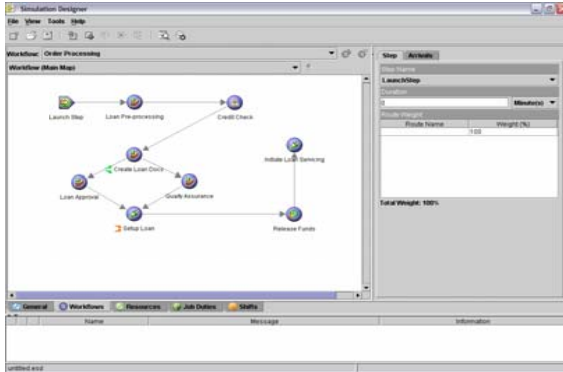 Simulation Designer
File View Tools Help
Workflow: Order Processing
Workflow (Main Map)
Launch Step
Loan Pre-processing
Credit Check
Create Loan Docs
Initiate Loan Servicing
Loan Approval
Quality Assurance
Setup Loan
Release Funds
Step Arrivals
Step Name
LaunchStep
Duration
0 Minute(s)
Route Weight
Route Name Weight (%)
100
Total Weight: 100%
General Workflows Resources Job Duties Shifts
Name Message Information
untitled.esd